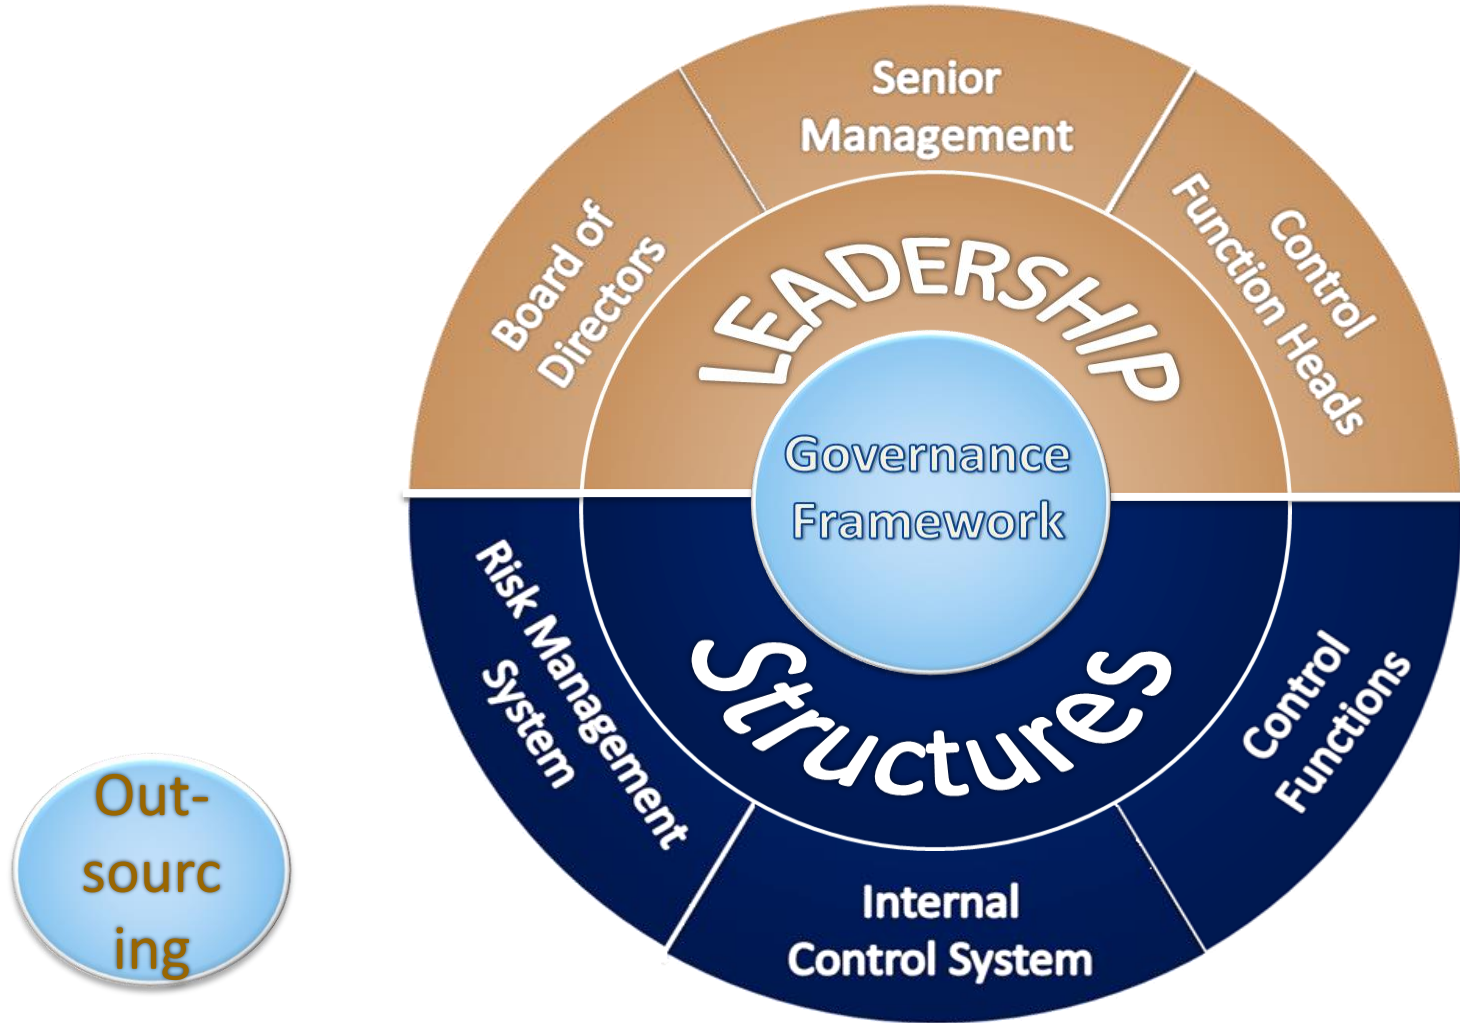 Senior
Management
Board of
Directors
Control
Function Heads
LEADERSHIP
Governance
Framework
Structures
Risk Management
System
Control
Functions
Internal
Control System
Out-
sourc
ing